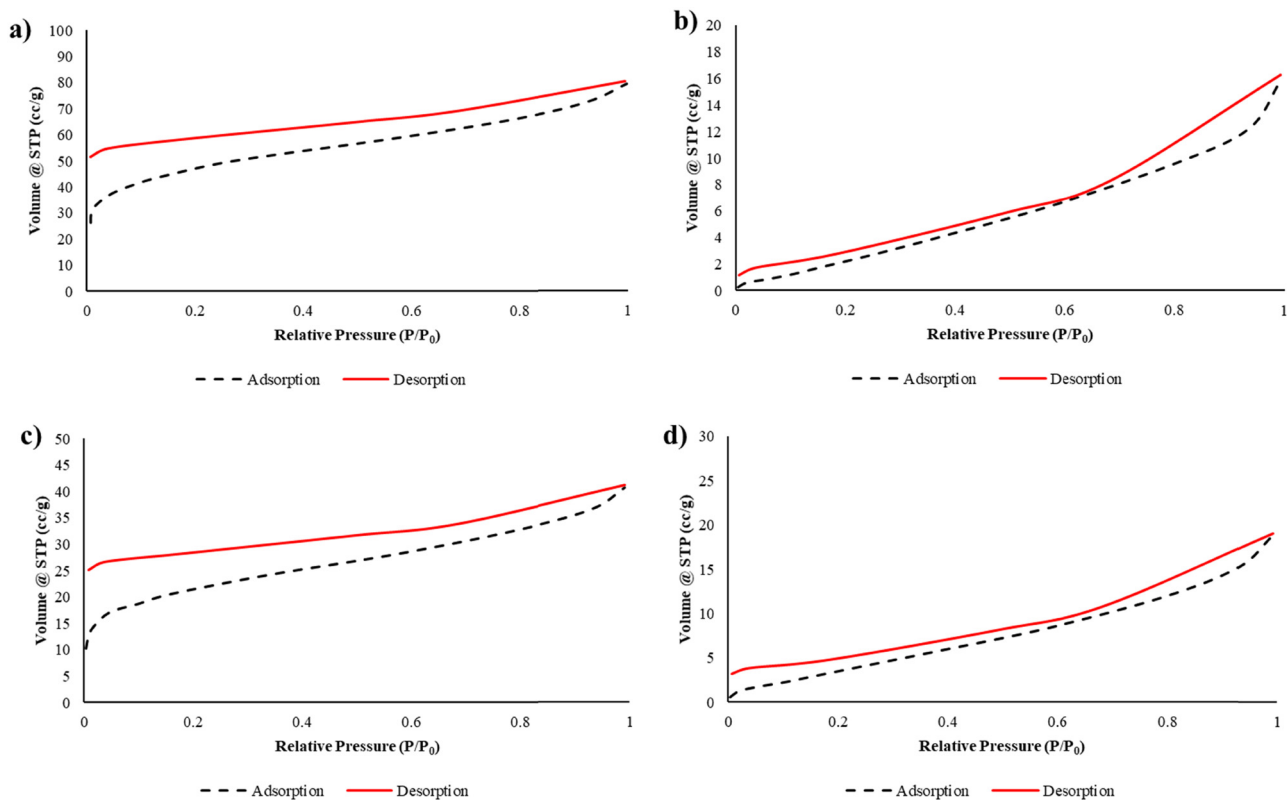 a)
Volume @ STP (cc/g)
100
90
80
70
60
50
40
30
20
10
0
0 0.2 0.4 0.6 0.8 1
Relative Pressure (P/P₀)
Adsorption Desorption
b)
Volume @ STP (cc/g)
20
18
16
14
12
10
8
6
4
2
0
0 0.2 0.4 0.6 0.8 1
Relative Pressure (P/P₀)
Adsorption Desorption
c)
Volume @ STP (cc/g)
50
45
40
35
30
25
20
15
10
5
0
0 0.2 0.4 0.6 0.8 1
Relative Pressure (P/P₀)
Adsorption Desorption
d)
Volume @ STP (cc/g)
30
25
20
15
10
5
0
0 0.2 0.4 0.6 0.8 1
Relative Pressure (P/P₀)
Adsorption Desorption